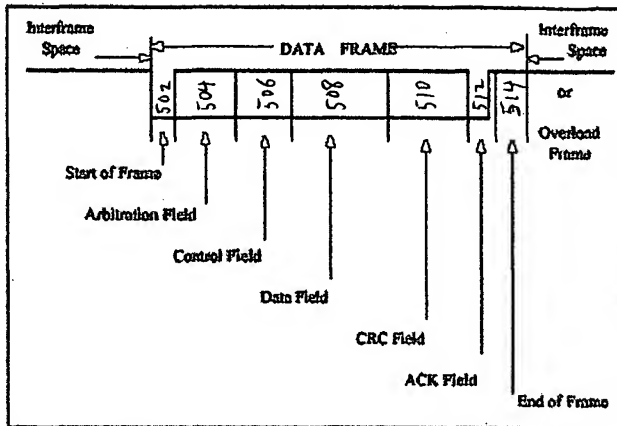 Interframe Space
DATA FRAME
Interframe Space
502
504
506
508
510
512
514
or
Overload Frame
Start of Frame
Arbitration Field
Control Field
Data Field
CRC Field
ACK Field
End of Frame